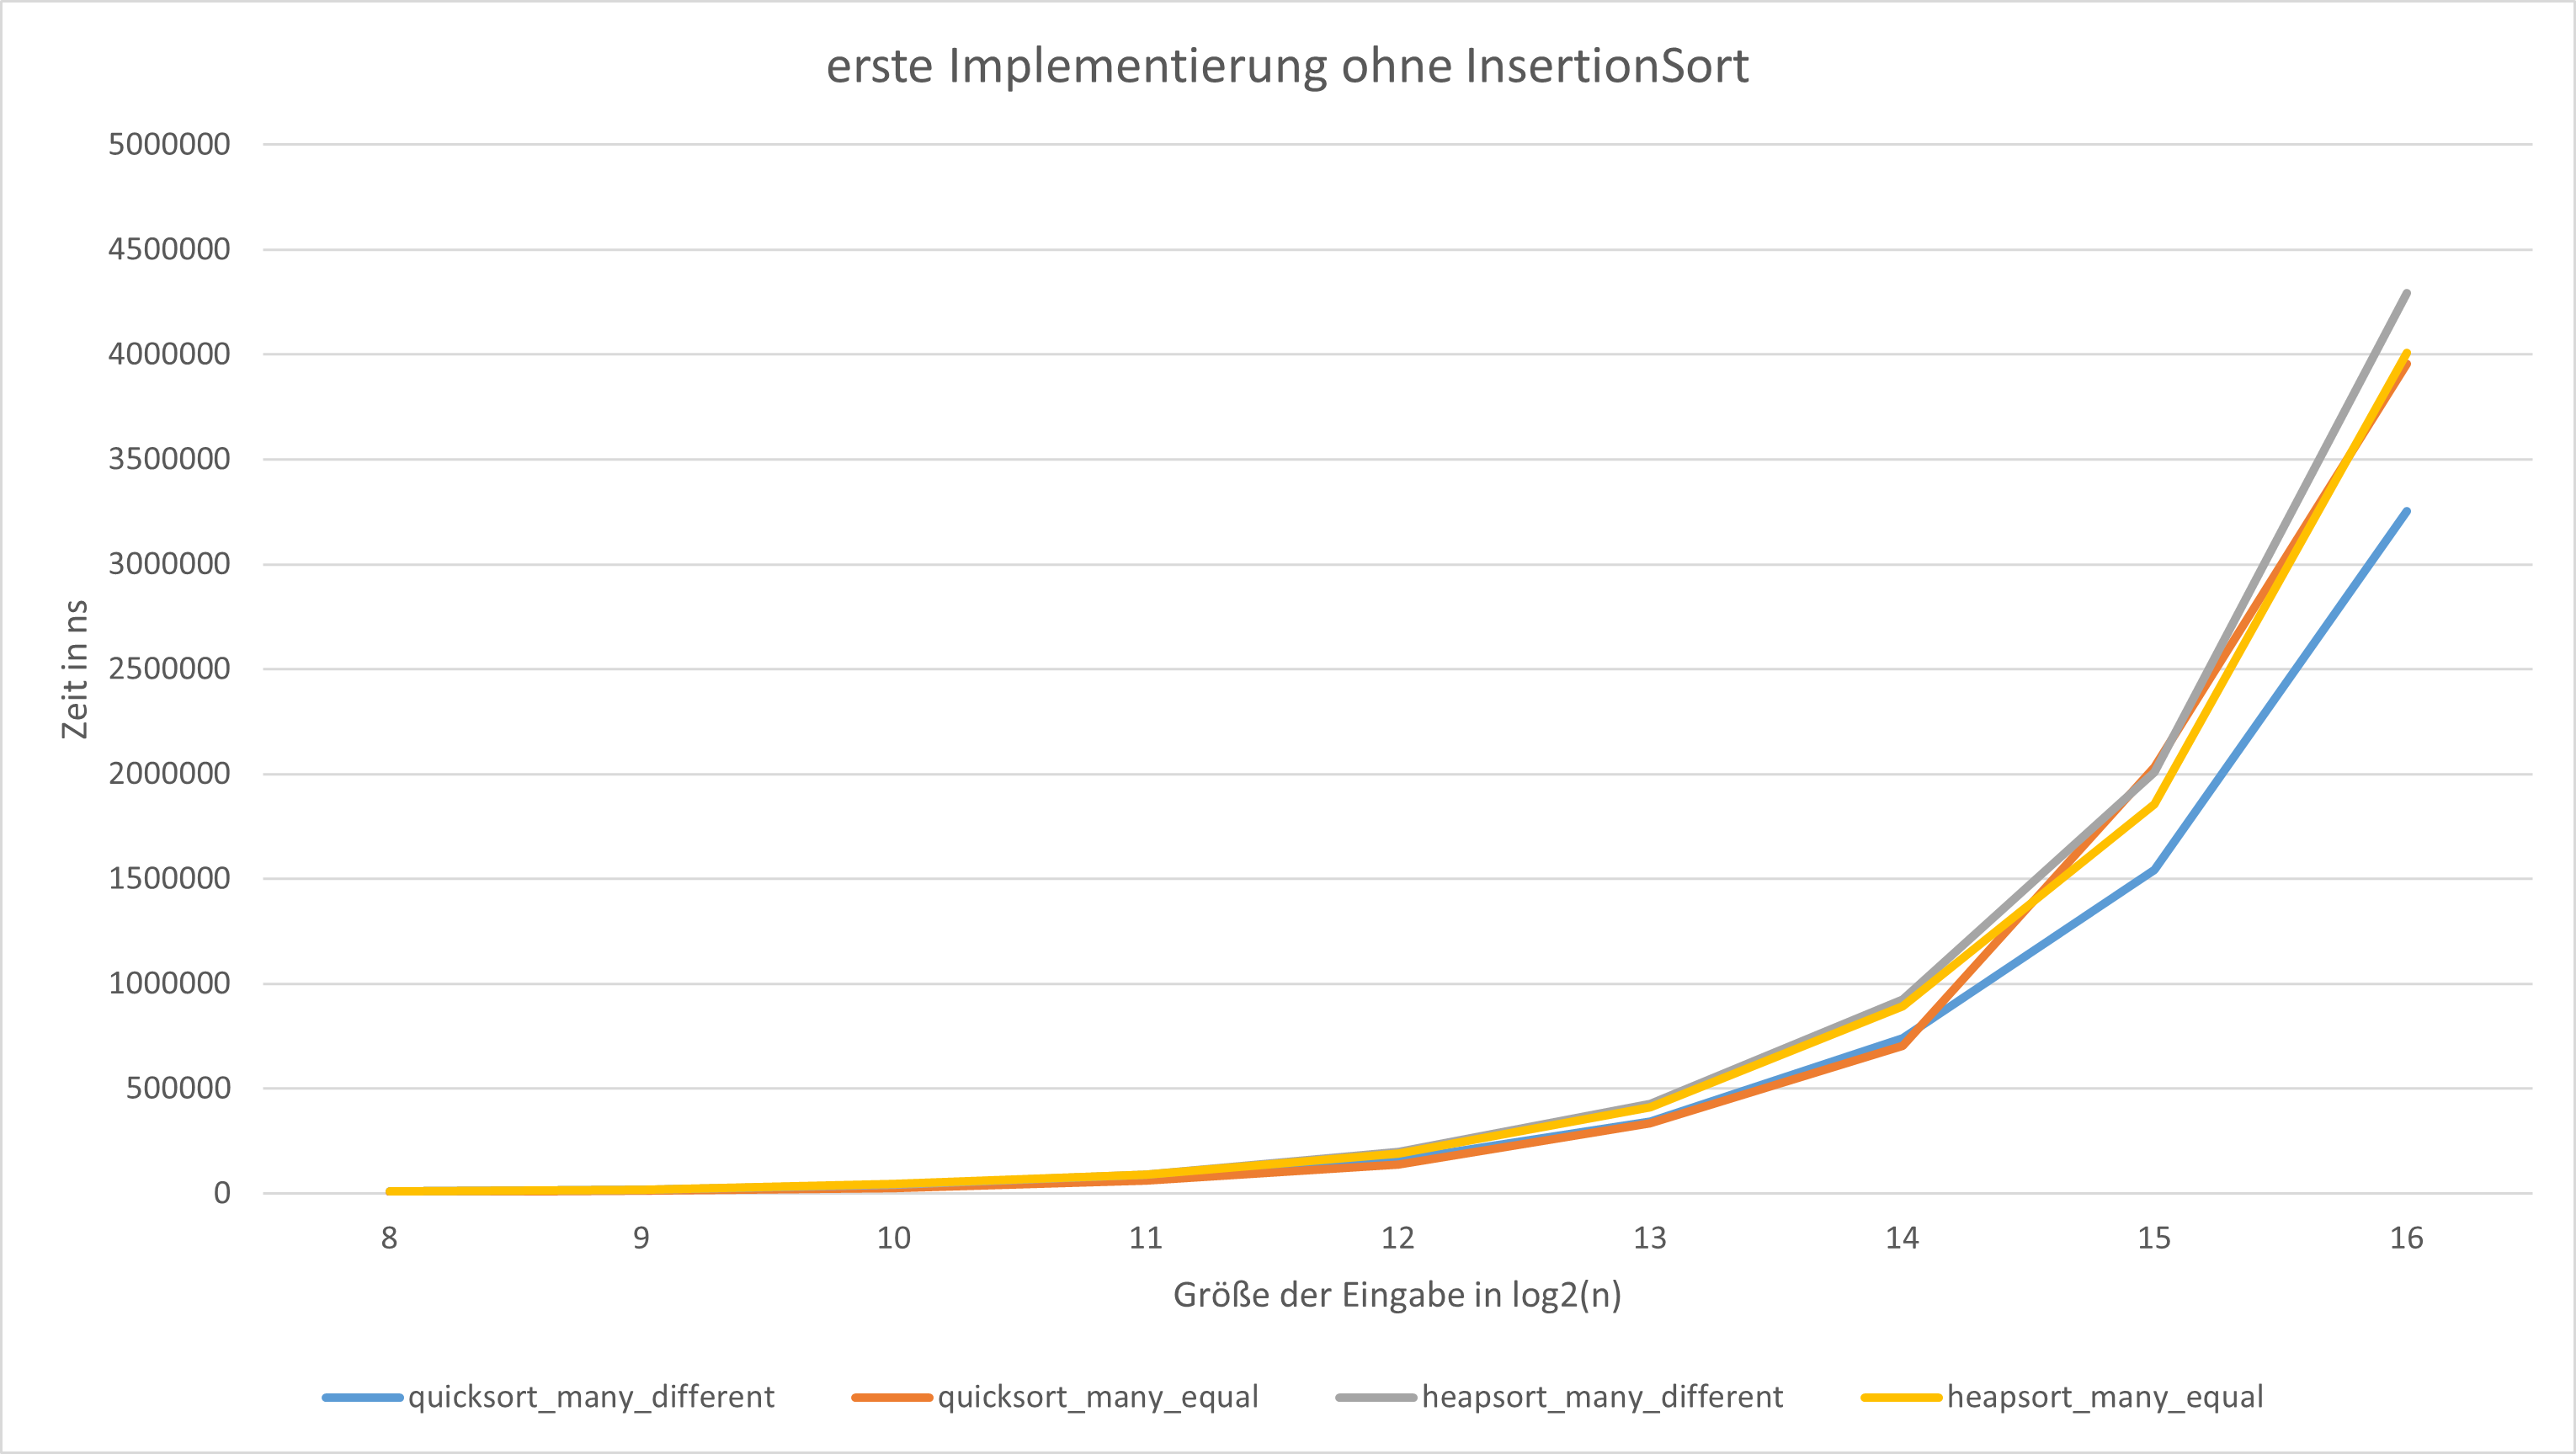 erste Implementierung ohne InsertionSort
5000000
4500000
4000000
3500000
3000000
2500000
2000000
1500000
1000000
500000
0
Zeit in ns
8 9 10 11 12 13 14 15 16
Größe der Eingabe in log2(n)
quicksort_many_different quicksort_many_equal heapsort_many_different heapsort_many_equal